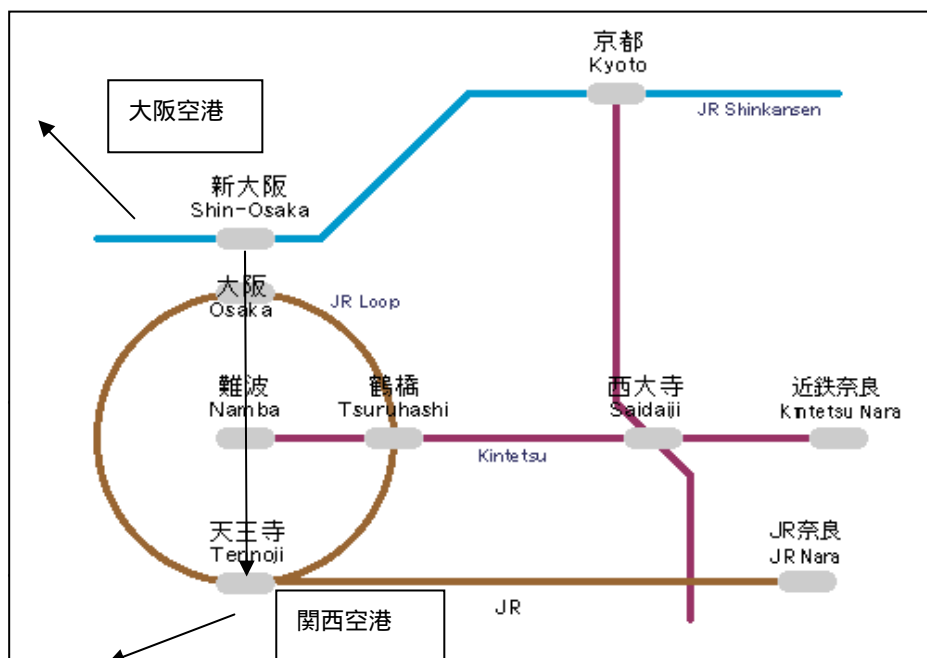 京都
Kyoto
JR Shinkansen
大阪空港
新大阪
Shin-Osaka
大阪
Osaka
JR Loop
難波
Namba
鶴橋
Tsuruhashi
西大寺
Saidaiji
近鉄奈良
Kintetsu Nara
Kintetsu
天王寺
Tennoji
JR奈良
JR Nara
JR
関西空港